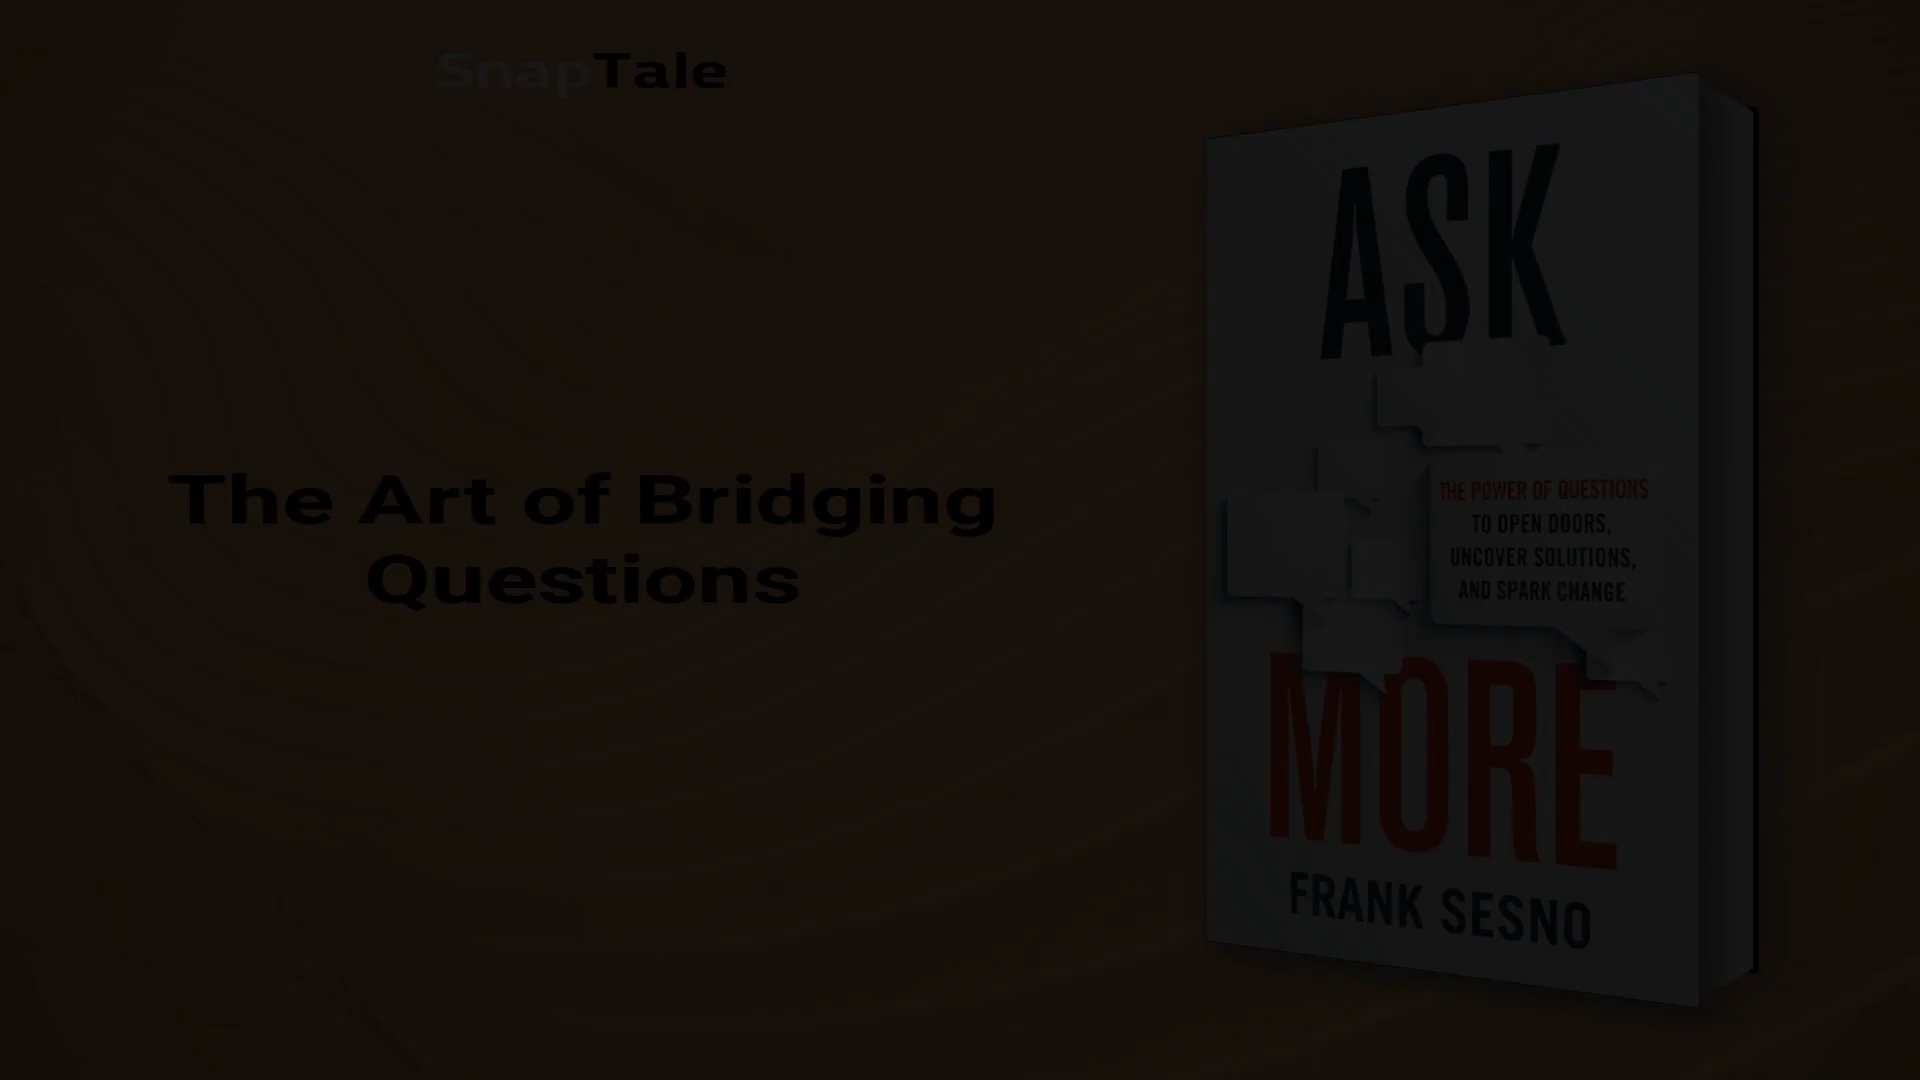 SnapTale
The Art of Bridging
Questions
ASK
THE POWER OF QUESTIONS
TO OPEN DOORS,
UNCOVER SOLUTIONS,
AND SPARK CHANGE
MORE
FRANK SESNO